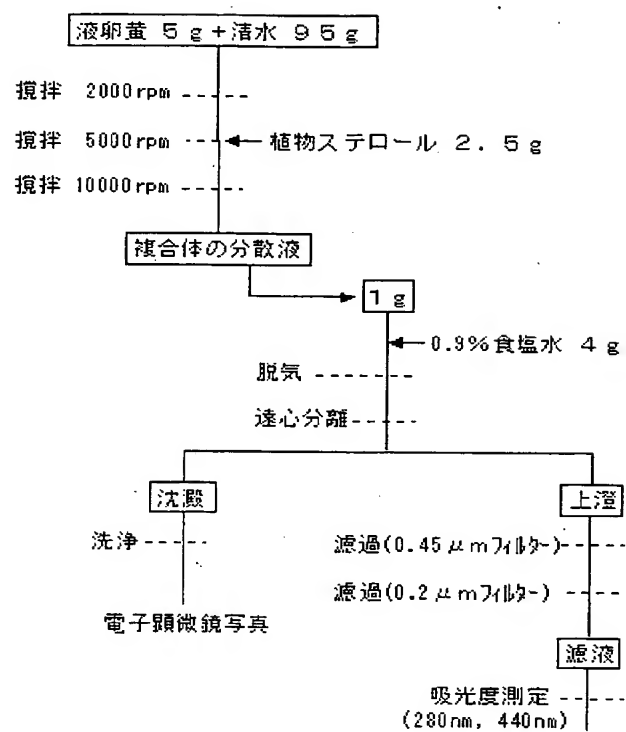 液卵黄 5g+清水 95g
撹拌 2000rpm
撹拌 5000rpm
植物ステロール 2.5g
撹拌 10000rpm
複合体の分散液
1g
0.9%食塩水 4g
脱気
遠心分離
沈澱
上澄
洗浄
濾過(0.45μmフィルター)
濾過(0.2μmフィルター)
電子顕微鏡写真
濾液
吸光度測定
(280nm, 440nm)